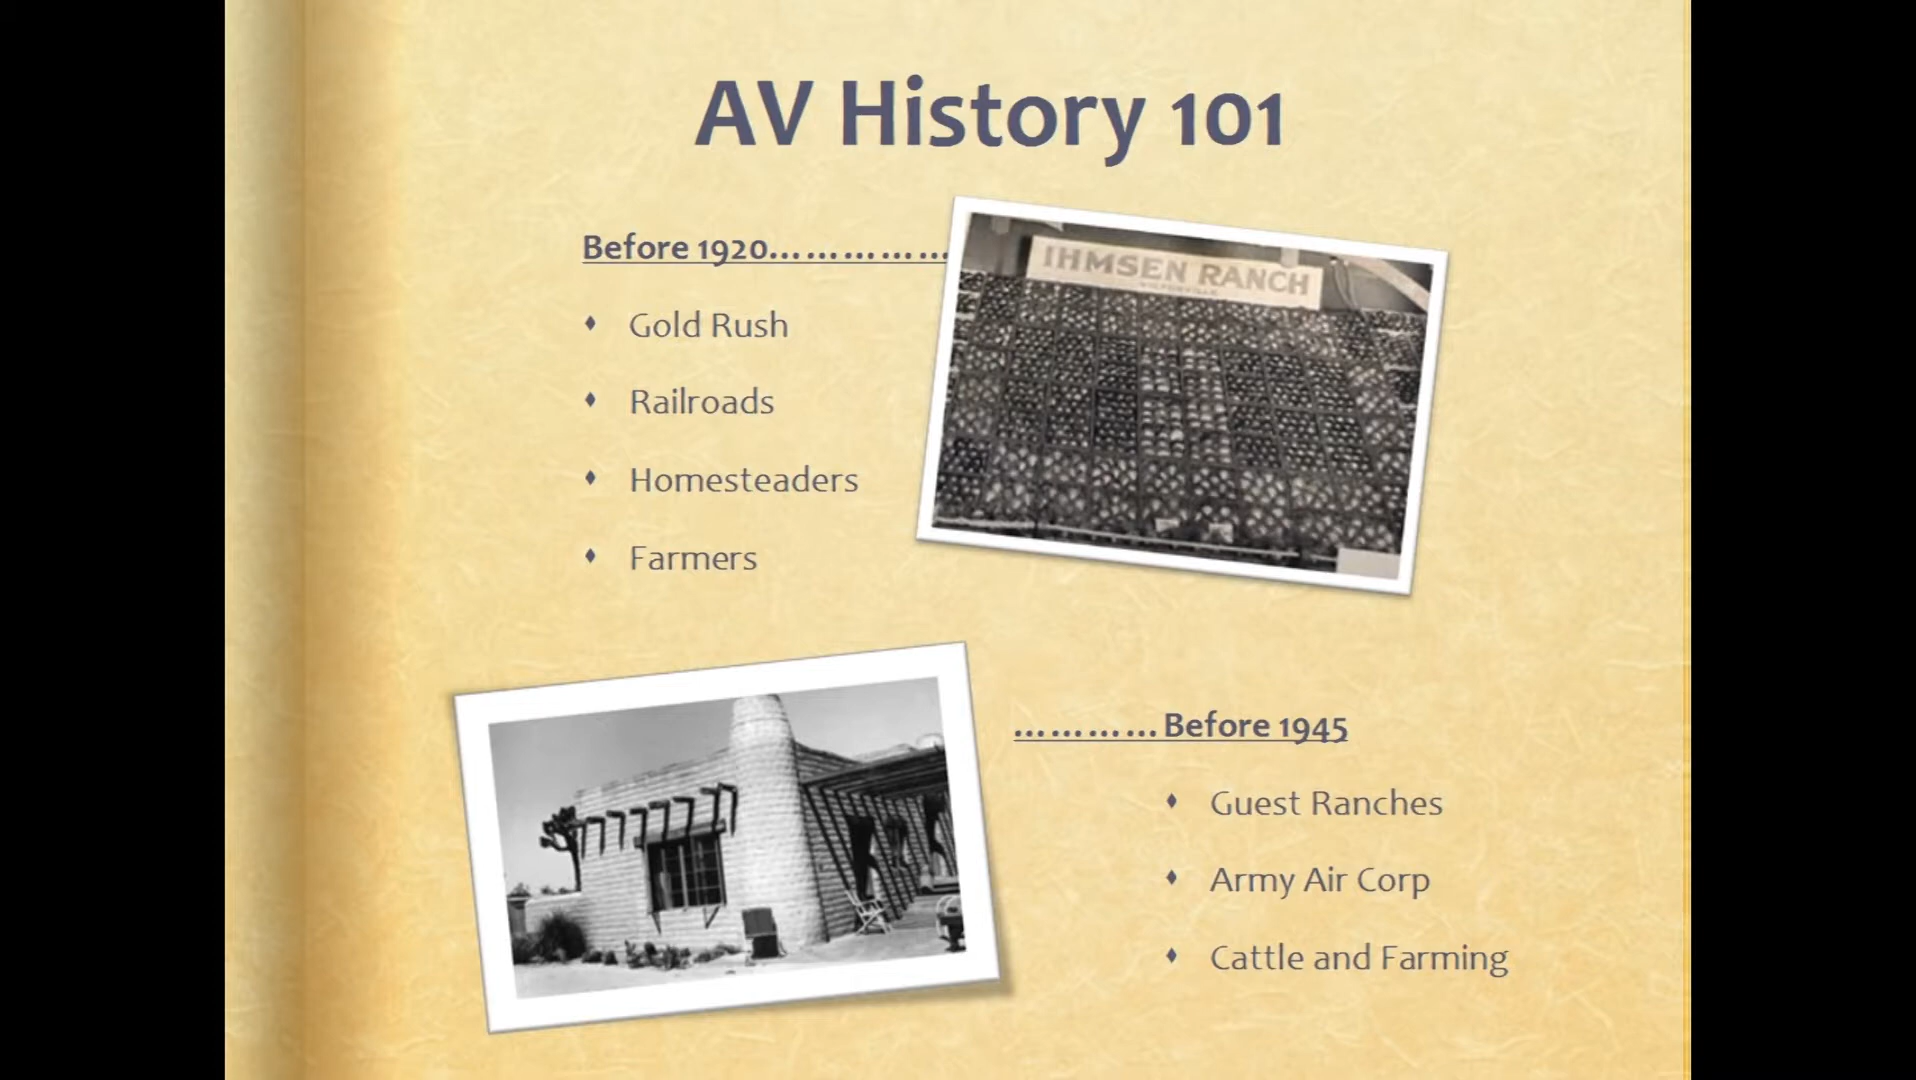 AV History 101
Before 1920……………
IHMSEN RANCH
Gold Rush
Railroads
Homesteaders
Farmers
…………Before 1945
Guest Ranches
Army Air Corp
Cattle and Farming